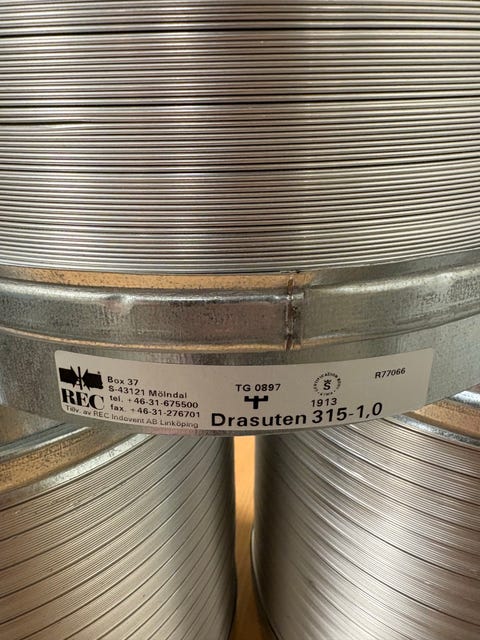 REC
Box 37
S-43121 Mölndal
tel. +46-31-675500
fax. +46-31-276701
Tillv. av REC Indovent AB Linköping
TG 0897
1913
R77066
Drasuten 315-1,0